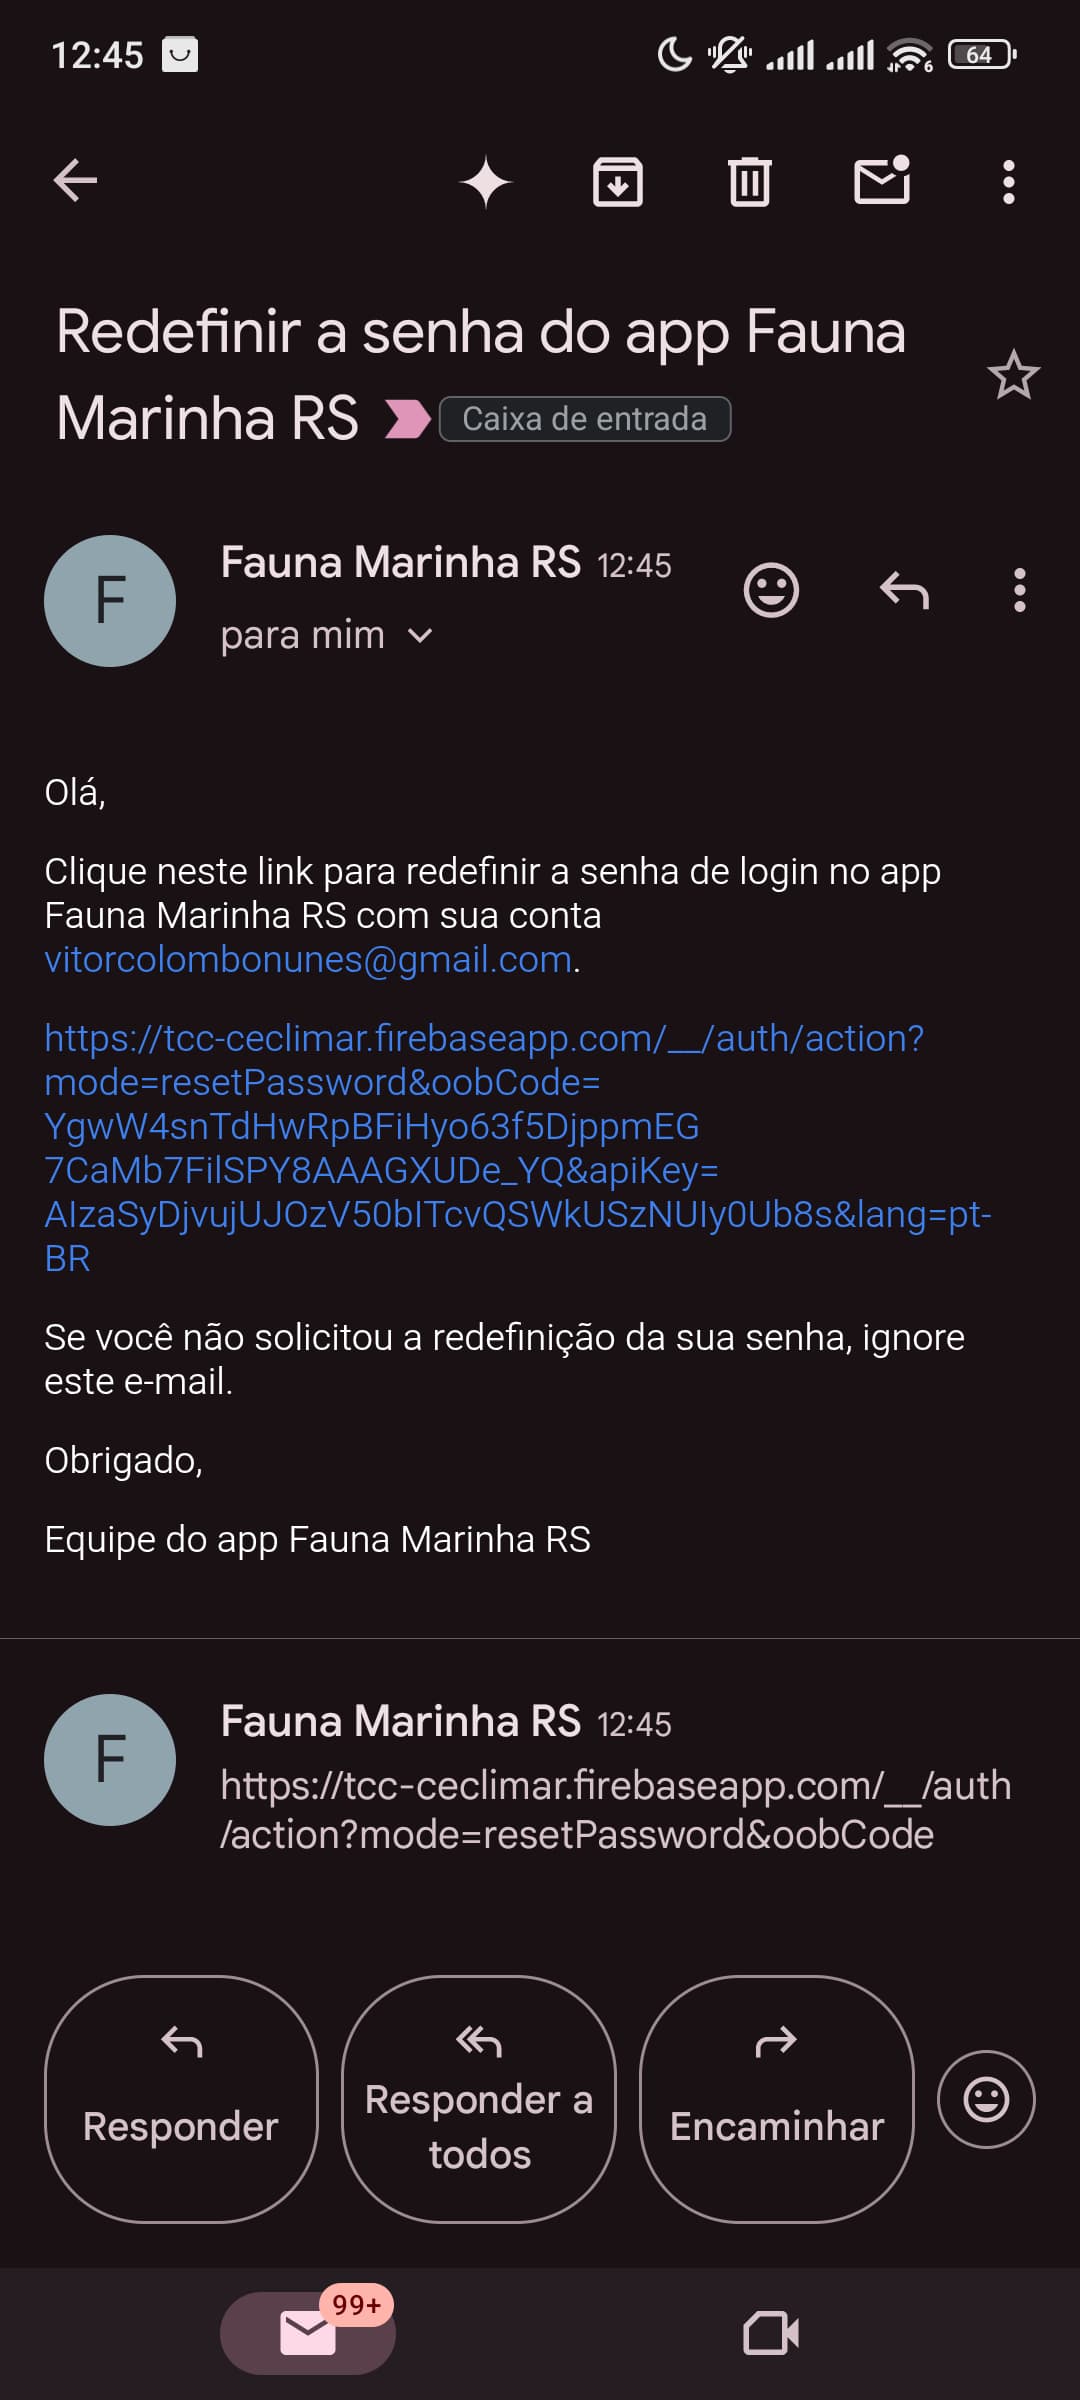 12:45
64
Redefinir a senha do app Fauna
Marinha RS Caixa de entrada
F
Fauna Marinha RS 12:45
para mim
Olá,
Clique neste link para redefinir a senha de login no app
Fauna Marinha RS com sua conta
vitorcolombonunes@gmail.com.
https://tcc-ceclimar.firebaseapp.com/__/auth/action?
mode=resetPassword&oobCode=
YgwW4snTdHwRpBFiHyo63f5DjppmEG
7CaMb7FilSPY8AAAGXUDe_YQ&apiKey=
AIzaSyDjvujUJOzV50bITcvQSWkUSzNUIy0Ub8s&lang=pt-
BR
Se você não solicitou a redefinição da sua senha, ignore
este e-mail.
Obrigado,
Equipe do app Fauna Marinha RS
F
Fauna Marinha RS 12:45
https://tcc-ceclimar.firebaseapp.com/__/auth
/action?mode=resetPassword&oobCode
Responder
Responder a
todos
Encaminhar
99+